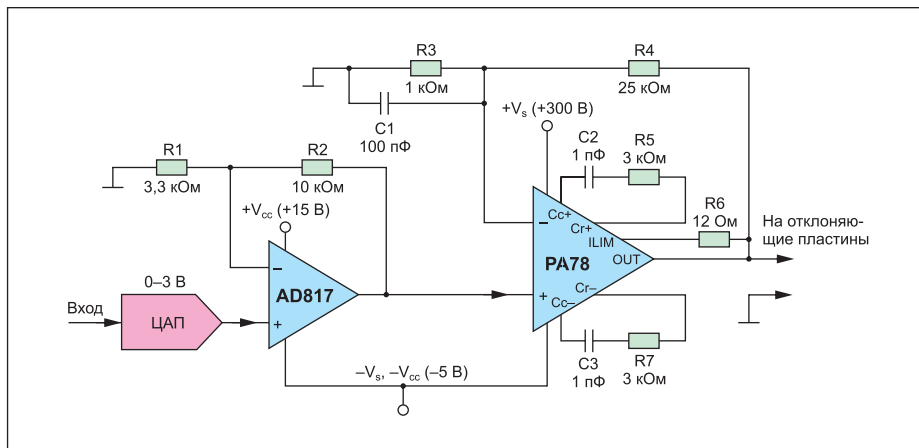 R3
1 кОм
C1
100 пФ
R4
25 кОм
+Vs (+300 В)
C2
1 пФ
R5
3 кОм
R1
3,3 кОм
R2
10 кОм
+Vcc (+15 В)
R6
12 Ом
На отклоняю-
щие пластины
–
Cc+
Cr+
ILIM
OUT
PA78
Cr–
Cc–
+
–
AD817
+
0–3 В
Вход
ЦАП
–Vs, –Vcc (–5 В)
C3
1 пФ
R7
3 кОм